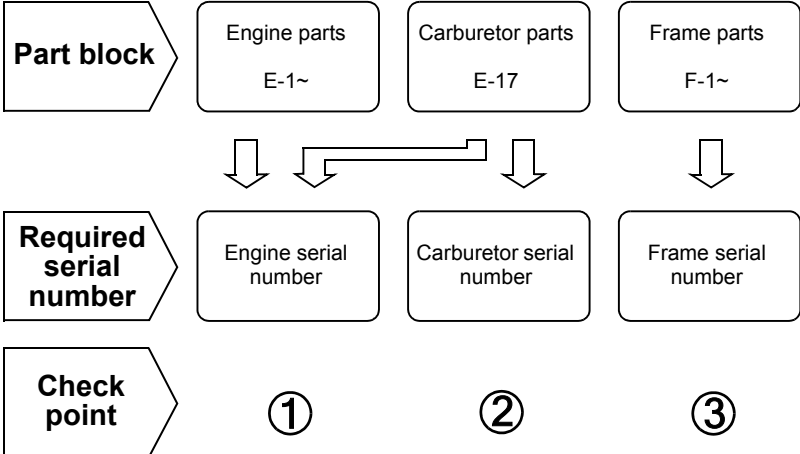 Part block
Engine parts
E-1~
Carburetor parts
E-17
Frame parts
F-1~
Required
serial
number
Engine serial
number
Carburetor serial
number
Frame serial
number
Check
point
①
②
③